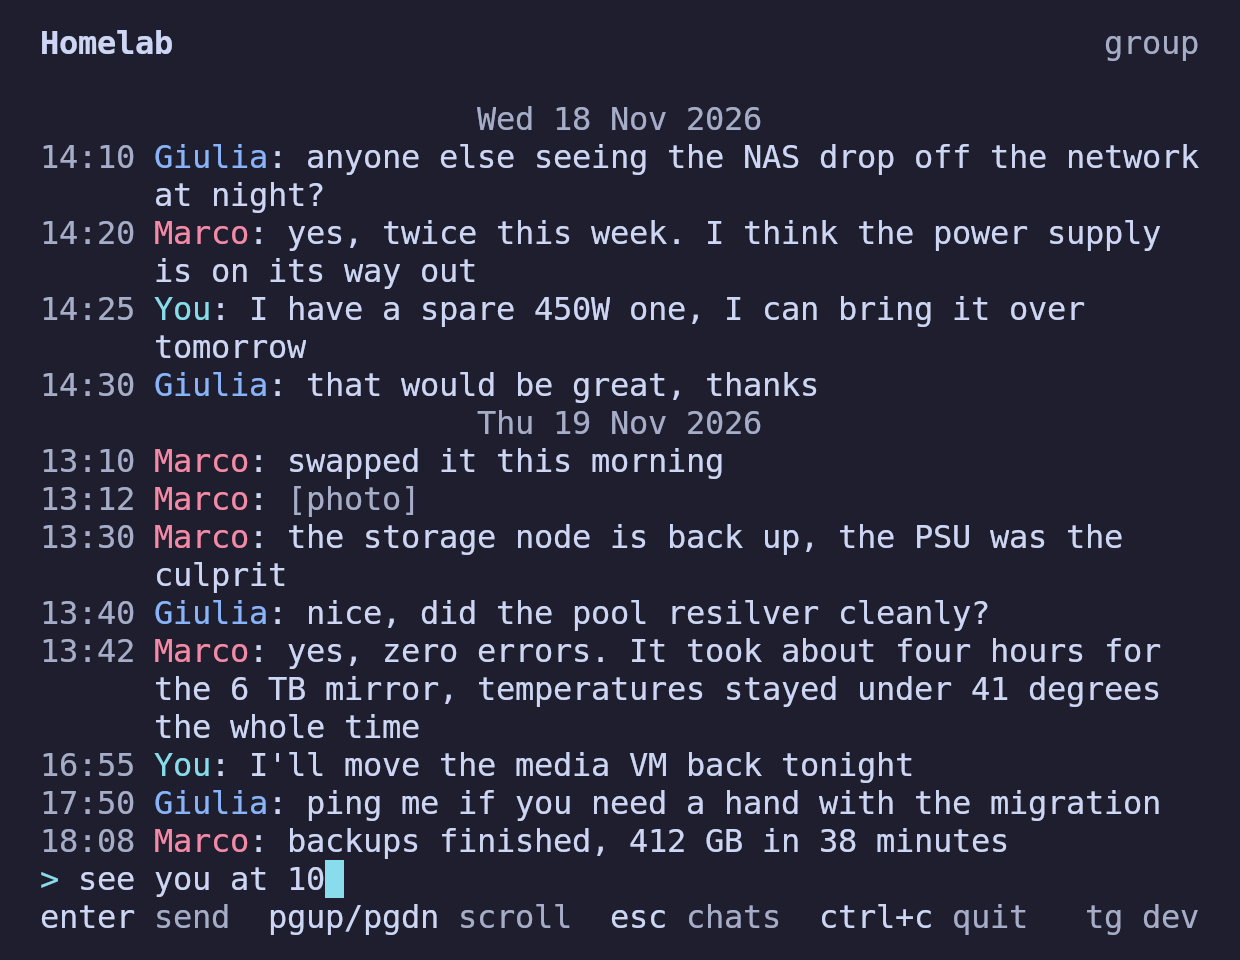 Homelab group
Wed 18 Nov 2026
14:10 Giulia: anyone else seeing the NAS drop off the network
at night?
14:20 Marco: yes, twice this week. I think the power supply
is on its way out
14:25 You: I have a spare 450W one, I can bring it over
tomorrow
14:30 Giulia: that would be great, thanks
Thu 19 Nov 2026
13:10 Marco: swapped it this morning
13:12 Marco: [photo]
13:30 Marco: the storage node is back up, the PSU was the
culprit
13:40 Giulia: nice, did the pool resilver cleanly?
13:42 Marco: yes, zero errors. It took about four hours for
the 6 TB mirror, temperatures stayed under 41 degrees
the whole time
16:55 You: I'll move the media VM back tonight
17:50 Giulia: ping me if you need a hand with the migration
18:08 Marco: backups finished, 412 GB in 38 minutes
> see you at 10
enter send  pgup/pgdn scroll  esc chats  ctrl+c quit   tg dev